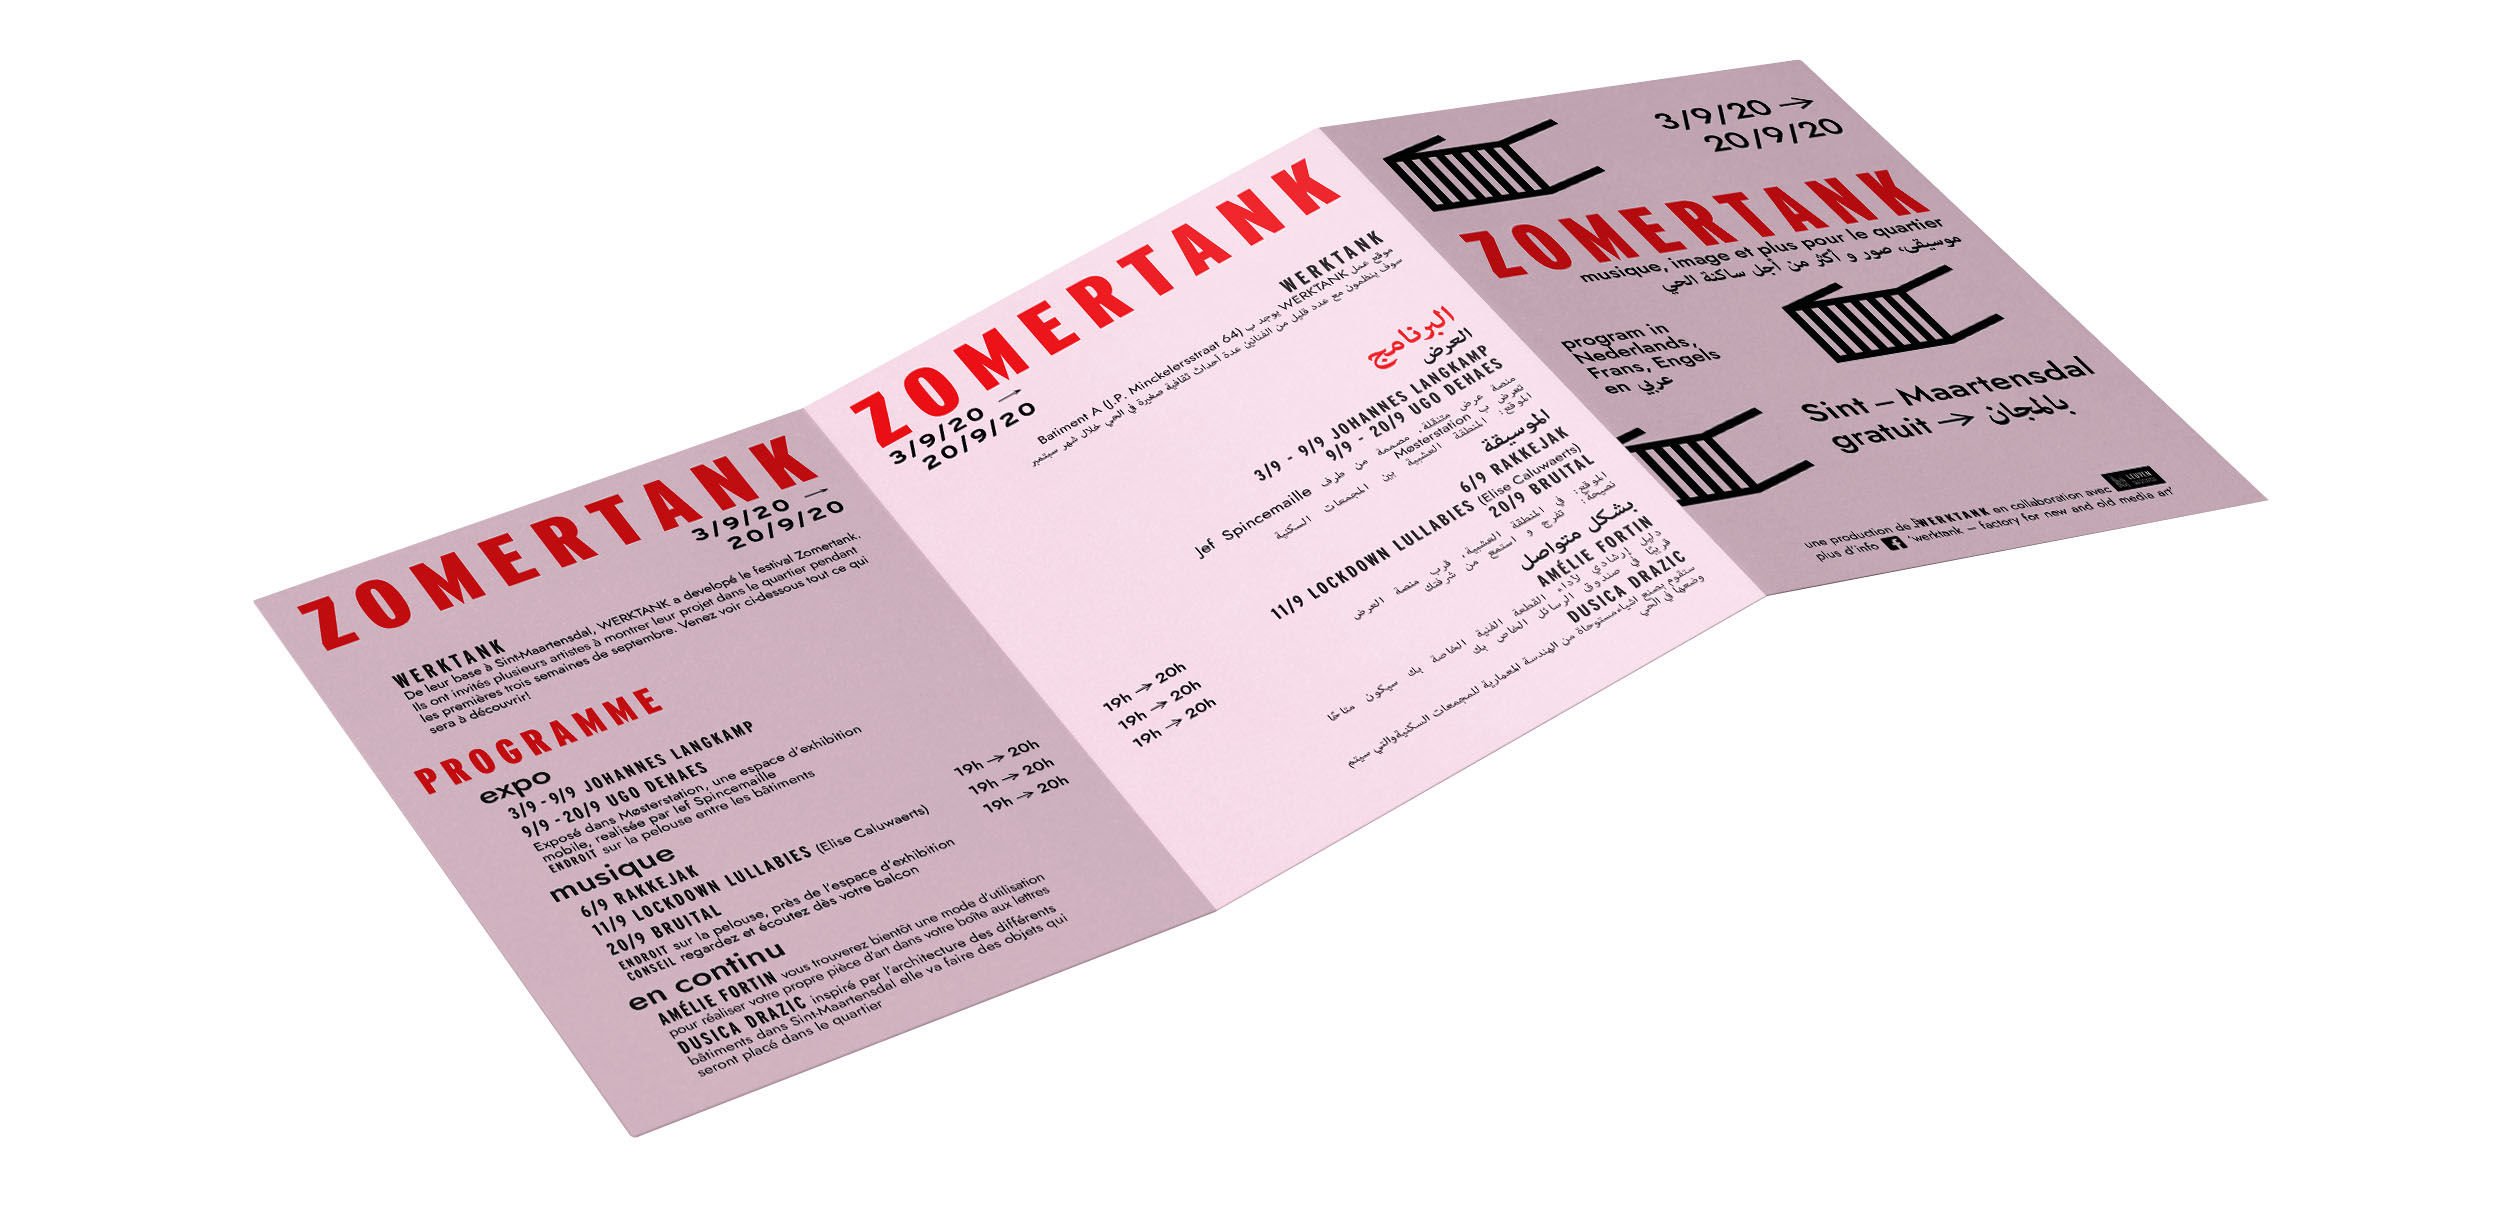 ZOMERTANK
3/9/20 →
20/9/20
WERKTANK
De leur base à Sint-Maartensdal, WERKTANK a developé le festival Zomertank.
Ils ont invités plusieurs artistes à montrer leur projet dans le quartier pendant
les premières trois semaines de septembre. Venez voir ci-dessous tout ce qui
sera à découvrir!
PROGRAMME
expo
3/9 - 9/9 JOHANNES LANGKAMP
9/9 - 20/9 UGO DEHAES
Exposé dans Møsterstation, une espace d'exhibition
mobile, realisée par Jef Spincemaille
ENDROIT sur la pelouse entre les bâtiments
musique
6/9 RAKKEJAK 19h → 20h
11/9 LOCKDOWN LULLABIES (Elise Caluwaerts) 19h → 20h
20/9 BRUITAL 19h → 20h
ENDROIT sur la pelouse, près de l'espace d'exhibition
CONSEIL regardez et écoutez dès votre balcon
en continu
AMÉLIE FORTIN vous trouverez bientôt une mode d'utilisation
pour réaliser votre propre pièce d'art dans votre boîte aux lettres
DUSICA DRAZIC inspiré par l'architecture des différents
bâtiments dans Sint-Maartensdal elle va faire des objets qui
seront placé dans le quartier
ZOMERTANK
3/9/20 →
20/9/20
WERKTANK
موقع عمل WERKTANK يوجد ب (Batiment A (J.P. Minckelersstraat 64
سوف ينظمون مع عدد قليل من الفنانين عدة أحداث ثقافية صغيرة في الحي خلال شهر سبتمبر
البرنامج
العرض
3/9 - 9/9 JOHANNES LANGKAMP
9/9 - 20/9 UGO DEHAES
تعرض ب Møsterstation
منصة عرض متنقلة, مصممة من طرف Jef Spincemaille
الموقع: المنطقة العشبية بين المجمعات السكنية
الموسيقة
6/9 RAKKEJAK 19h → 20h
11/9 LOCKDOWN LULLABIES (Elise Caluwaerts) 19h → 20h
20/9 BRUITAL 19h → 20h
الموقع: في المنطقة العشبية, قرب منصة العرض
نصيحة: تفرج و استمع من شرفتك
بشكل متواصل
AMÉLIE FORTIN
دليل إرشادي لأداء القطعة الفنية الخاصة بك سيكون متاحًا
قريبًا في صندوق الرسائل الخاص بك
DUSICA DRAZIC
ستقوم بصنع اشياء مستوحاة من الهندسة المعمارية للمجمعات السكنية والتي سيتم
وضعها في الحي
3/9/20 →
20/9/20
ZOMERTANK
musique, image et plus pour le quartier
موسيقى، صور و أكثر من أجل ساكنة الحي
program in
Nederlands,
Frans, Engels
en عربي
Sint – Maartensdal
gratuit → بالمجان
une production de WERKTANK en collaboration avec LEUVEN
plus d'info 'werktank – factory for new and old media art'